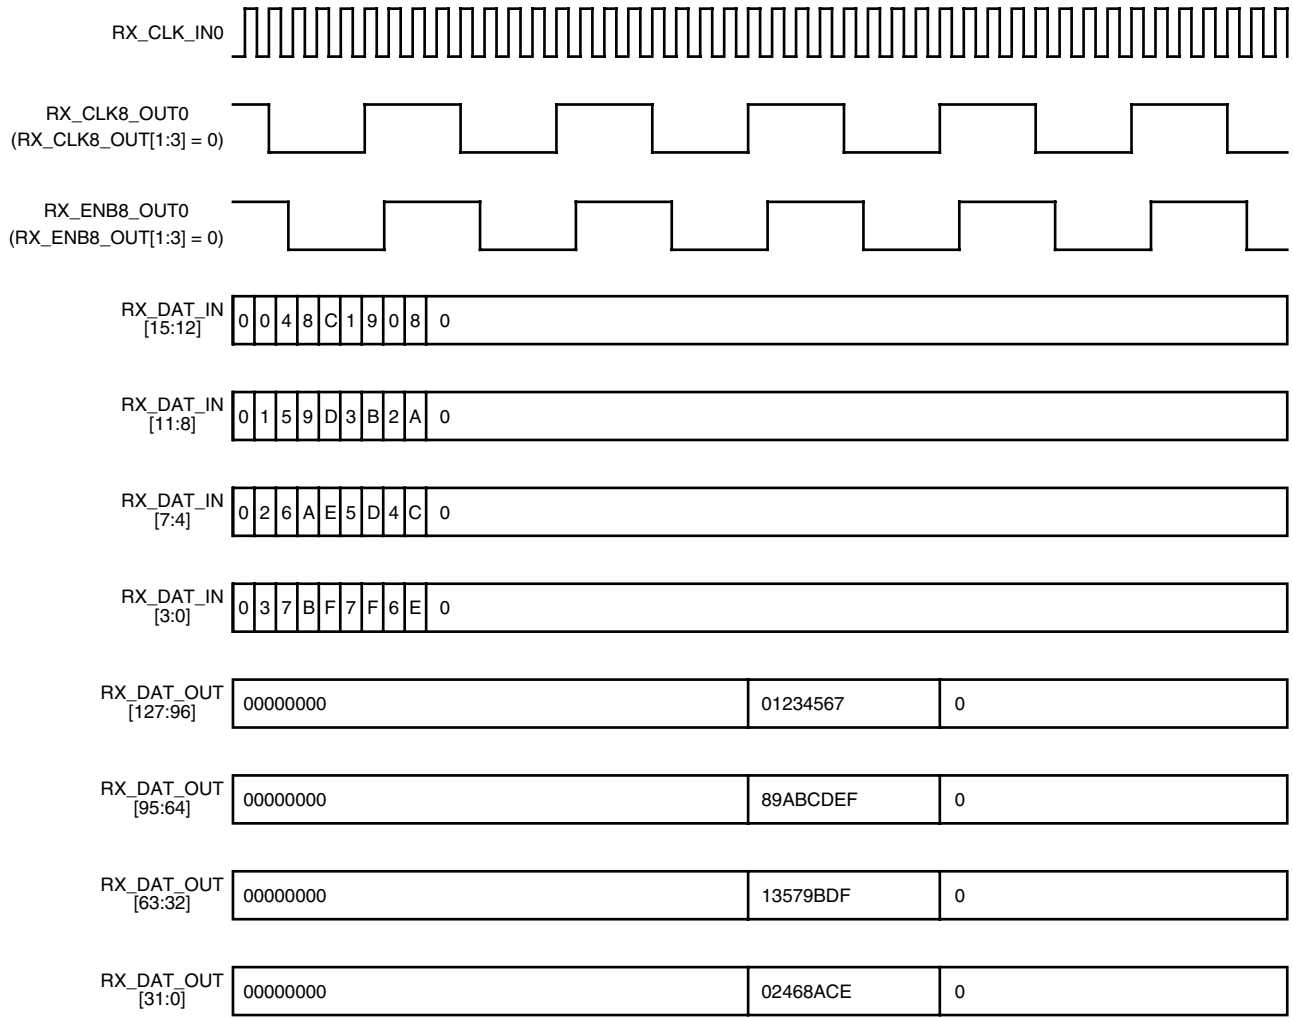 RX_CLK_IN0
RX_CLK8_OUT0
(RX_CLK8_OUT[1:3] = 0)
RX_ENB8_OUT0
(RX_ENB8_OUT[1:3] = 0)
RX_DAT_IN
[15:12]
0 0 4 8 C 1 9 0 8 0
RX_DAT_IN
[11:8]
0 1 5 9 D 3 B 2 A 0
RX_DAT_IN
[7:4]
0 2 6 A E 5 D 4 C 0
RX_DAT_IN
[3:0]
0 3 7 B F 7 F 6 E 0
RX_DAT_OUT
[127:96]
00000000 01234567 0
RX_DAT_OUT
[95:64]
00000000 89ABCDEF 0
RX_DAT_OUT
[63:32]
00000000 13579BDF 0
RX_DAT_OUT
[31:0]
00000000 02468ACE 0